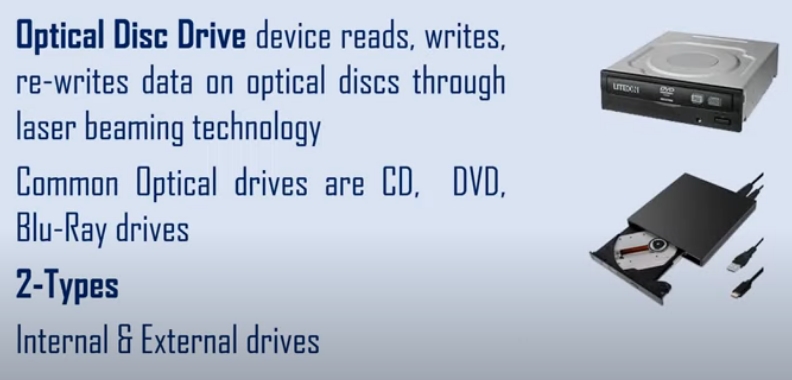 Optical Disc Drive device reads, writes,
re-writes data on optical discs through
laser beaming technology
Common Optical drives are CD, DVD,
Blu-Ray drives
2-Types
Internal & External drives
LITEON
DVD